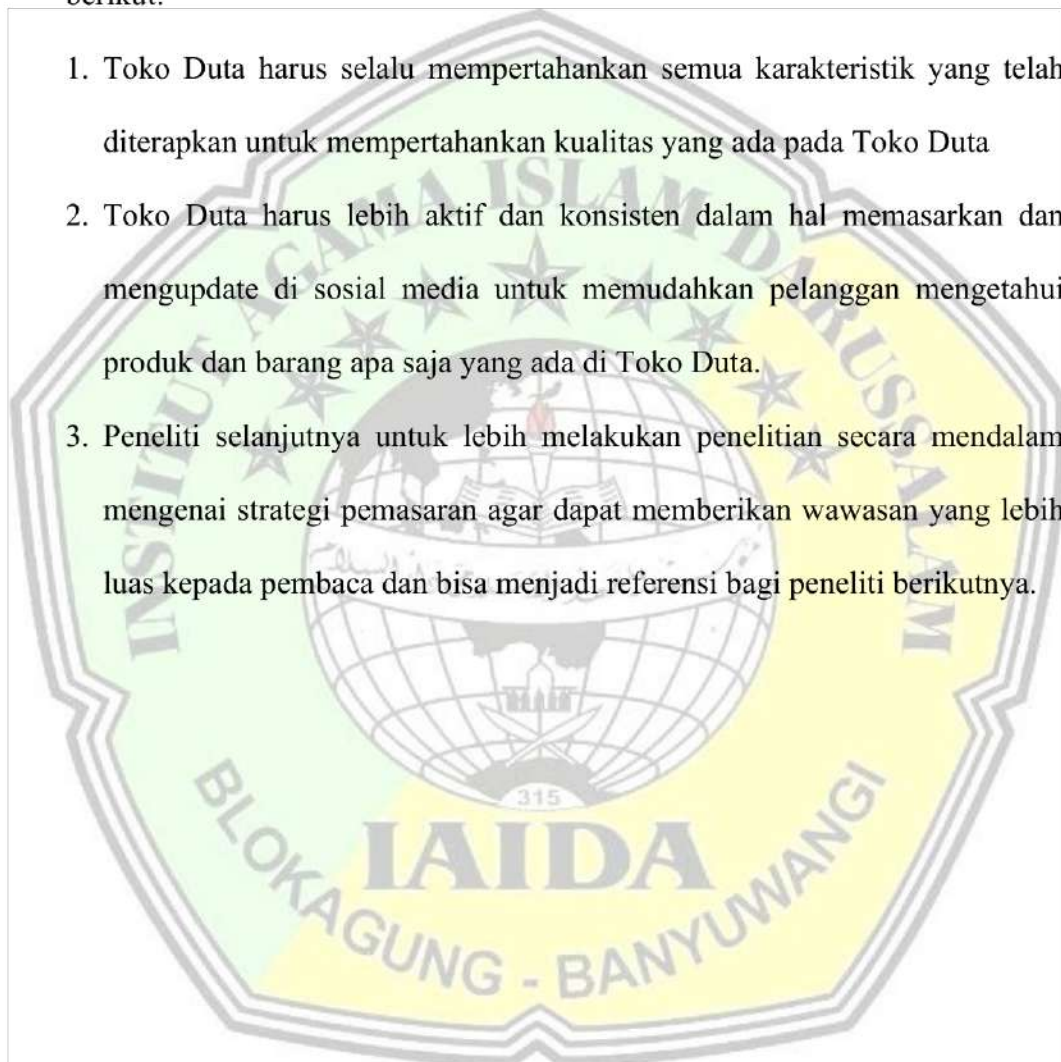 berikut:
1. Toko Duta harus selalu mempertahankan semua karakteristik yang telah
diterapkan untuk mempertahankan kualitas yang ada pada Toko Duta
2. Toko Duta harus lebih aktif dan konsisten dalam hal memasarkan dan
mengupdate di sosial media untuk memudahkan pelanggan mengetahui
produk dan barang apa saja yang ada di Toko Duta.
3. Peneliti selanjutnya untuk lebih melakukan penelitian secara mendalam
mengenai strategi pemasaran agar dapat memberikan wawasan yang lebih
luas kepada pembaca dan bisa menjadi referensi bagi peneliti berikutnya.
INSTITUT AGAMA ISLAM DARUSSALAM
315
IAIDA
BLOKAGUNG - BANYUWANGI